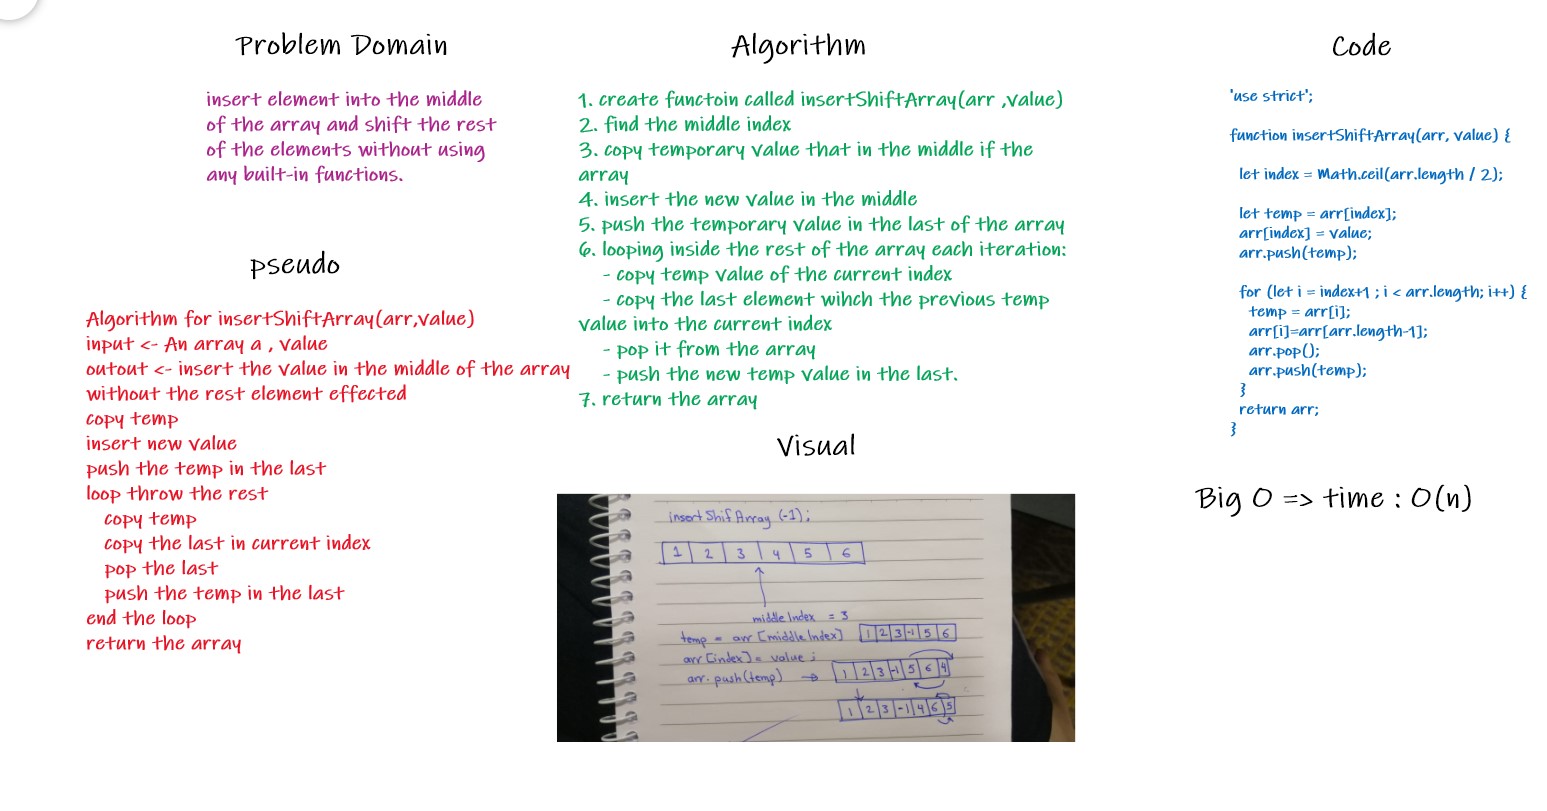 Problem Domain
insert element into the middle
of the array and shift the rest
of the elements without using
any built-in functions.
pseudo
Algorithm for insertShiftArray(arr,value)
input <- An array a , value
outout <- insert the value in the middle of the array
without the rest element effected
copy temp
insert new value
push the temp in the last
loop throw the rest
copy temp
copy the last in current index
pop the last
push the temp in the last
end the loop
return the array
Algorithm
1. create functoin called insertShiftArray(arr ,value)
2. find the middle index
3. copy temporary value that in the middle if the
array
4. insert the new value in the middle
5. push the temporary value in the last of the array
6. looping inside the rest of the array each iteration:
- copy temp value of the current index
- copy the last element wihch the previous temp
value into the current index
- pop it from the array
- push the new temp value in the last.
7. return the array
Visual
insertShifArray (-1);
1 2 3 4 5 6
middleIndex = 3
temp = arr [middleIndex] 1 2 3 -1 5 6
arr [index] = value ;
arr. push(temp) → 1 2 3 -1 5 6 4
1 2 3 -1 4 6 5
Code
'use strict';
function insertShiftArray(arr, value) {
let index = Math.ceil(arr.length / 2);
let temp = arr[index];
arr[index] = value;
arr.push(temp);
for (let i = index+1 ; i < arr.length; i++) {
temp = arr[i];
arr[i]=arr[arr.length-1];
arr.pop();
arr.push(temp);
}
return arr;
}
Big O => time : O(n)